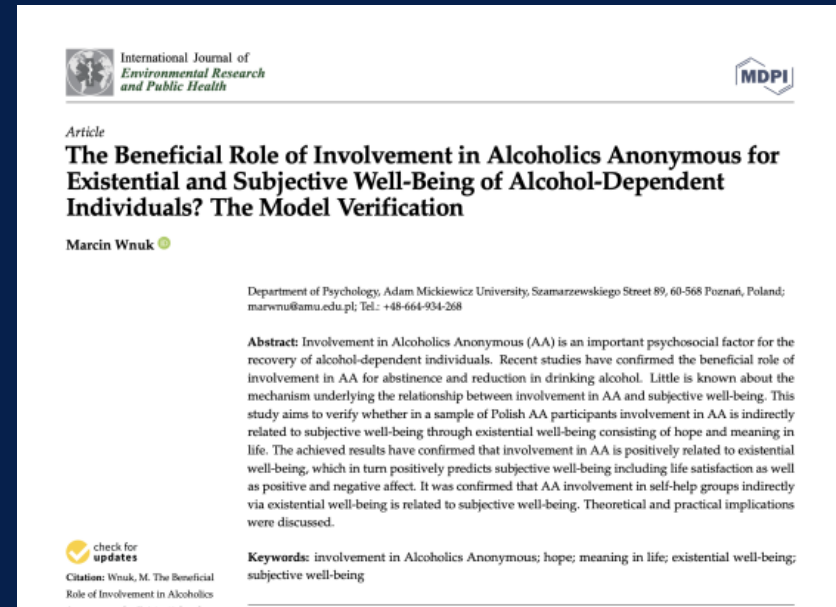 International Journal of
Environmental Research
and Public Health
MDPI
Article
The Beneficial Role of Involvement in Alcoholics Anonymous for
Existential and Subjective Well-Being of Alcohol-Dependent
Individuals? The Model Verification
Marcin Wnuk
Department of Psychology, Adam Mickiewicz University, Szamarzewskiego Street 89, 60-568 Poznań, Poland;
marwnu@amu.edu.pl; Tel.: +48-664-934-268
Abstract: Involvement in Alcoholics Anonymous (AA) is an important psychosocial factor for the
recovery of alcohol-dependent individuals. Recent studies have confirmed the beneficial role of
involvement in AA for abstinence and reduction in drinking alcohol. Little is known about the
mechanism underlying the relationship between involvement in AA and subjective well-being. This
study aims to verify whether in a sample of Polish AA participants involvement in AA is indirectly
related to subjective well-being through existential well-being consisting of hope and meaning in
life. The achieved results have confirmed that involvement in AA is positively related to existential
well-being, which in turn positively predicts subjective well-being including life satisfaction as well
as positive and negative affect. It was confirmed that AA involvement in self-help groups indirectly
via existential well-being is related to subjective well-being. Theoretical and practical implications
were discussed.
Keywords: involvement in Alcoholics Anonymous; hope; meaning in life; existential well-being;
subjective well-being
check for
updates
Citation: Wnuk, M. The Beneficial
Role of Involvement in Alcoholics